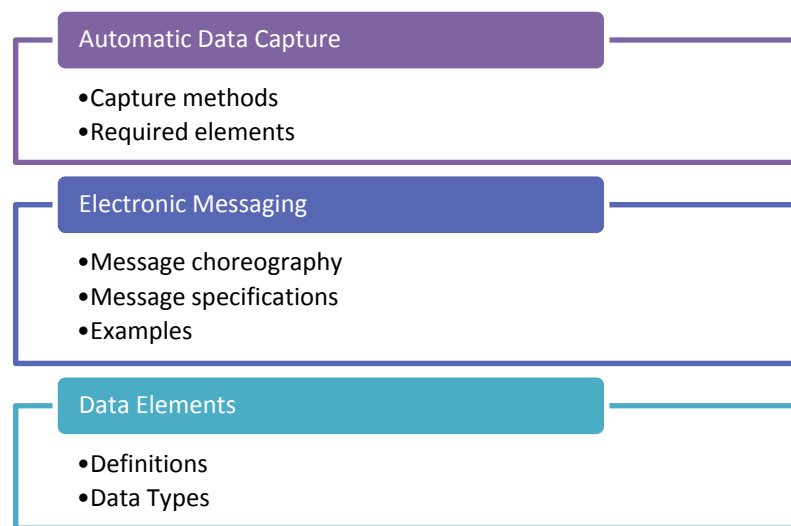 Automatic Data Capture
•Capture methods
•Required elements
Electronic Messaging
•Message choreography
•Message specifications
•Examples
Data Elements
•Definitions
•Data Types